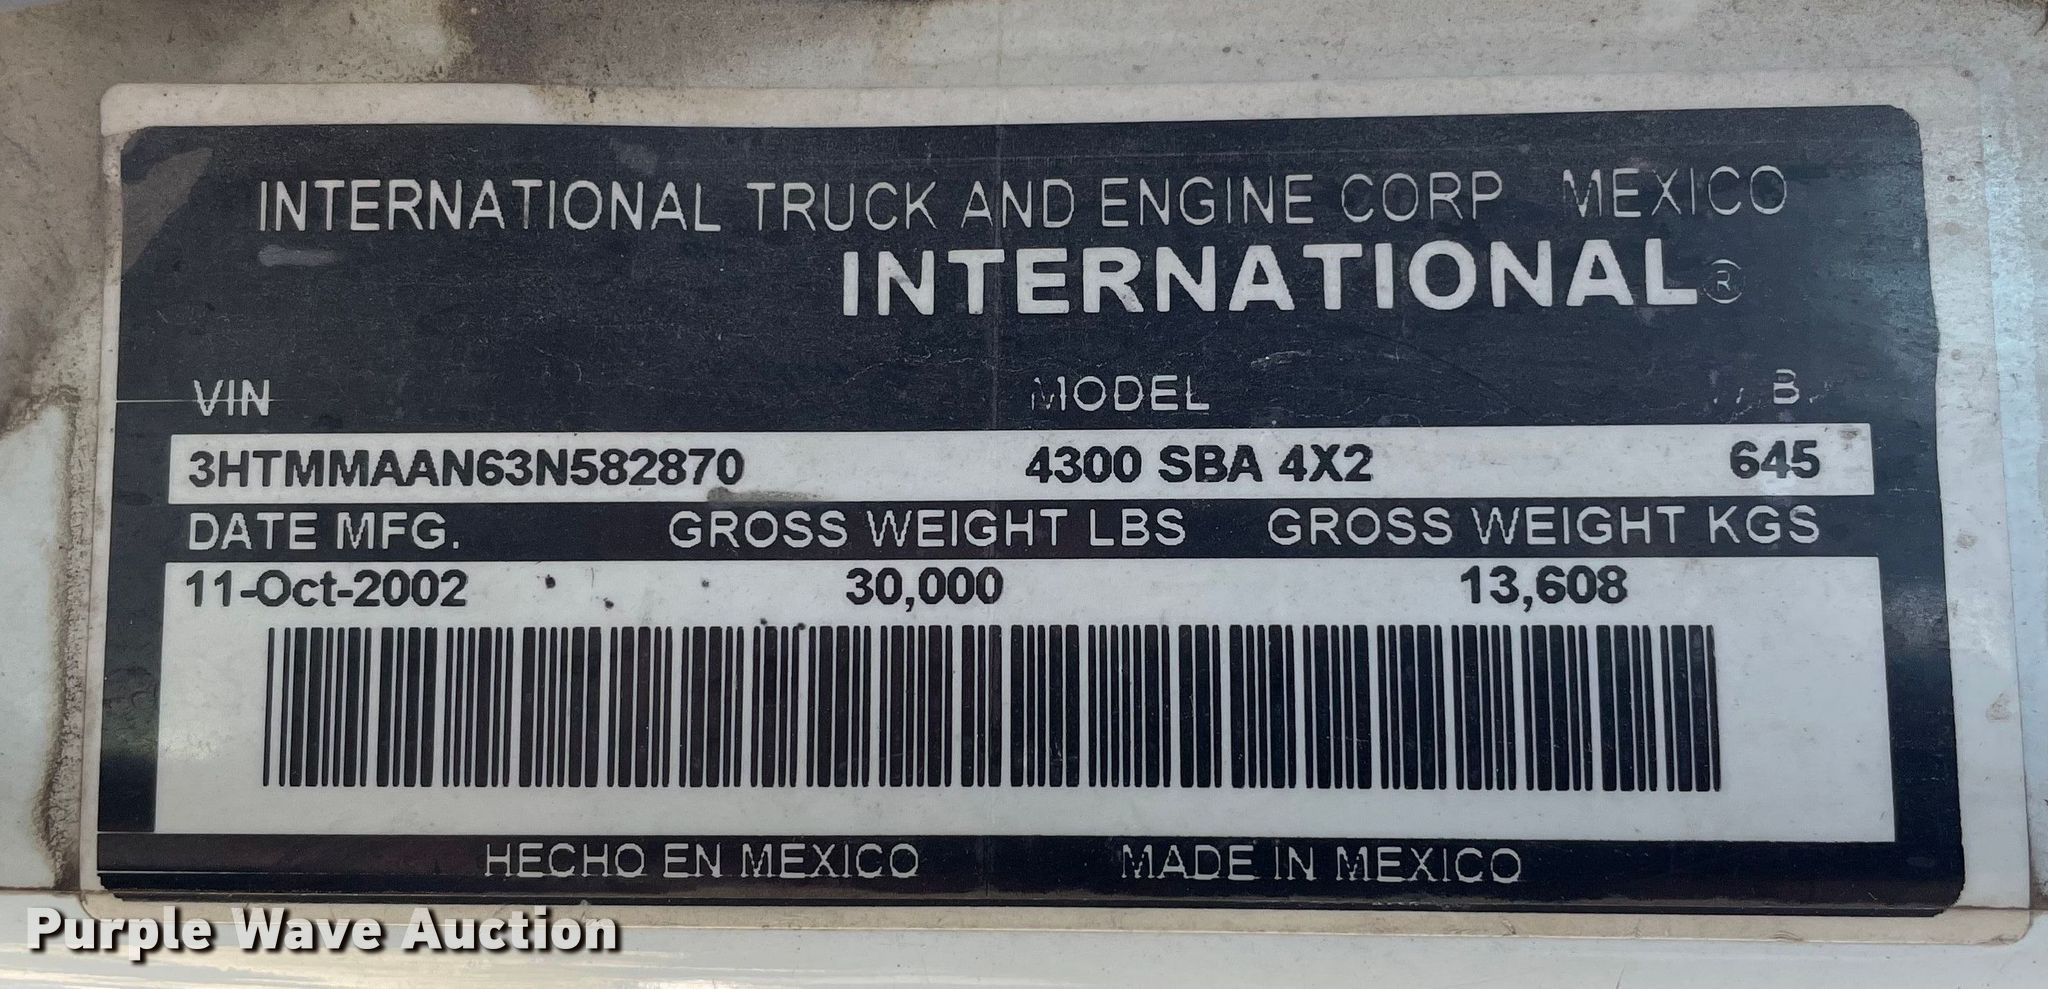 INTERNATIONAL TRUCK AND ENGINE CORP MEXICO
INTERNATIONAL®
VIN MODEL B.
3HTMMAAN63N582870 4300 SBA 4X2 645
DATE MFG. GROSS WEIGHT LBS GROSS WEIGHT KGS
11-Oct-2002 30,000 13,608
HECHO EN MEXICO MADE IN MEXICO
Purple Wave Auction